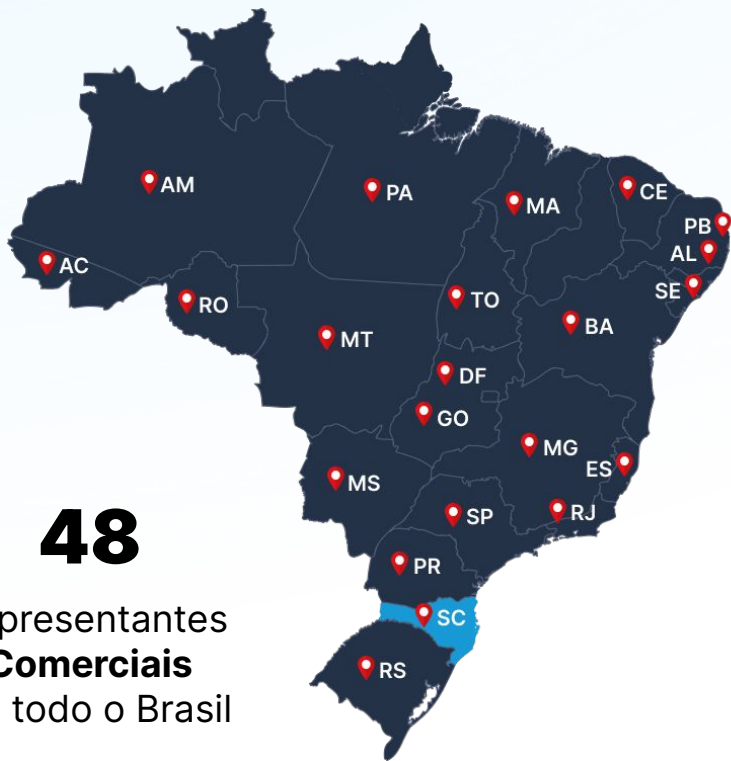 AM
PA
CE
MA
PB
AL
AC
SE
RO
TO
BA
MT
DF
GO
MG
ES
MS
RJ
SP
48
PR
presentantes
SC
Comerciais
RS
todo o Brasil